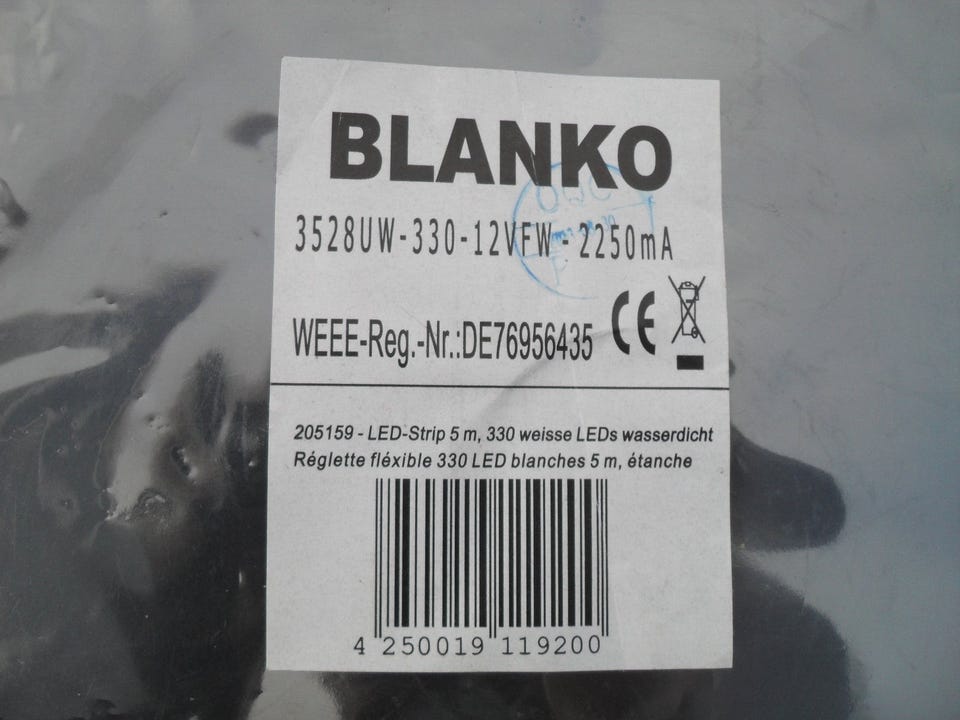 BLANKO
3528UW-330-12VFW-2250mA
WEEE-Reg.-Nr.:DE76956435
CE
205159 - LED-Strip 5 m, 330 weisse LEDs wasserdicht
Réglette fléxible 330 LED blanches 5 m, étanche
4 250019 119200